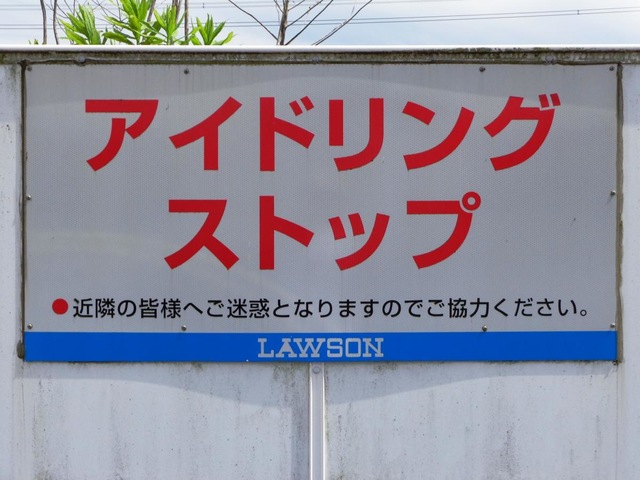 アイドリング
ストップ
●近隣の皆様へご迷惑となりますのでご協力ください。
LAWSON